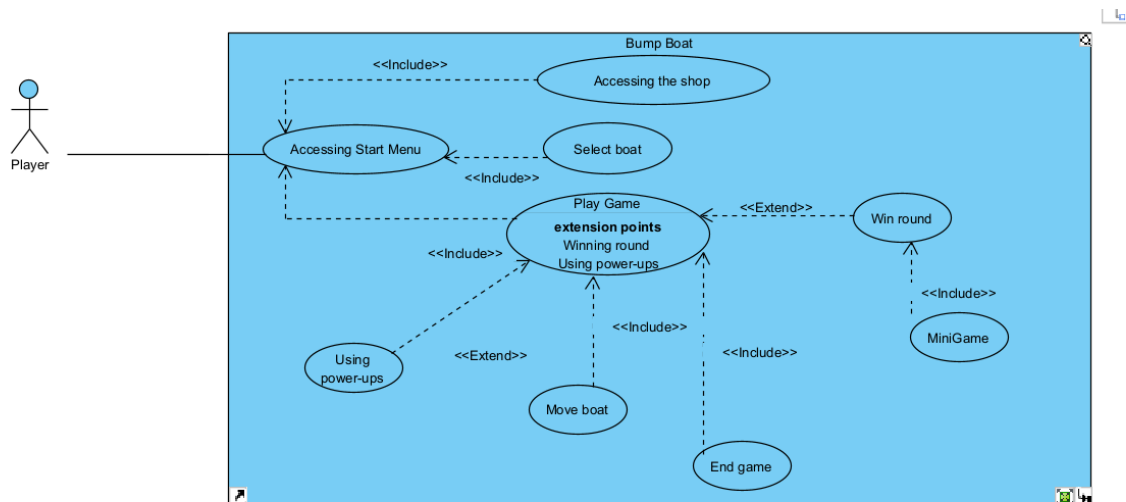 Bump Boat
<<Include>>
Accessing the shop
Player
Accessing Start Menu
Select boat
<<Include>>
Play Game
extension points
Winning round
Using power-ups
<<Extend>>
Win round
<<Include>>
<<Include>>
MiniGame
<<Include>>
Using
power-ups
<<Extend>>
<<Include>>
Move boat
End game